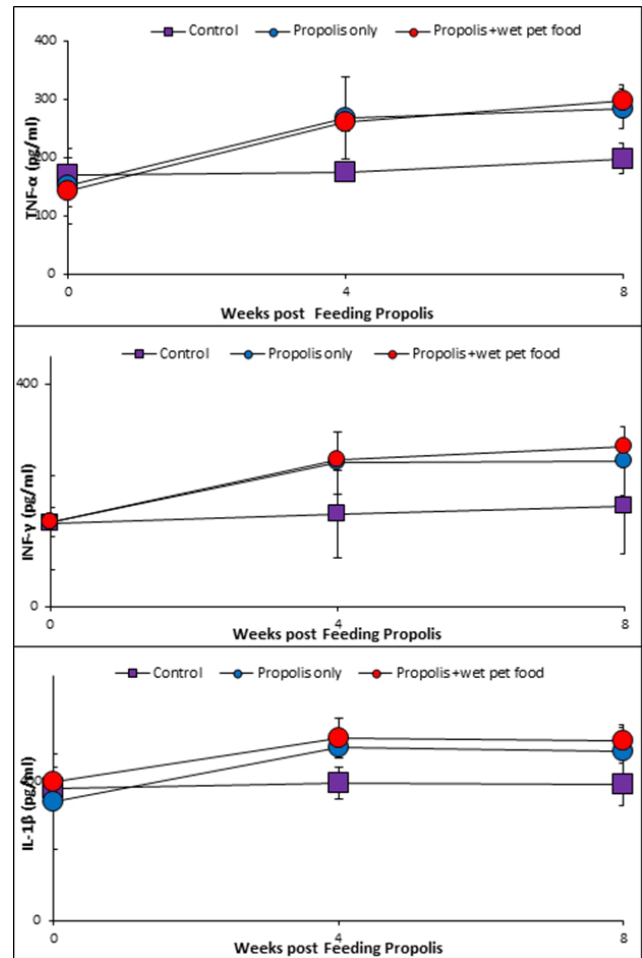 Control Propolis only Propolis +wet pet food
400
300
200
100
0
TNF-α (pg/ml)
0 4 8
Weeks post Feeding Propolis
Control Propolis only Propolis +wet pet food
400
0
INF-γ (pg/ml)
0 4 8
Weeks post Feeding Propolis
Control Propolis only Propolis +wet pet food
0
IL-1β (pg/ml)
0 4 8
Weeks post Feeding Propolis